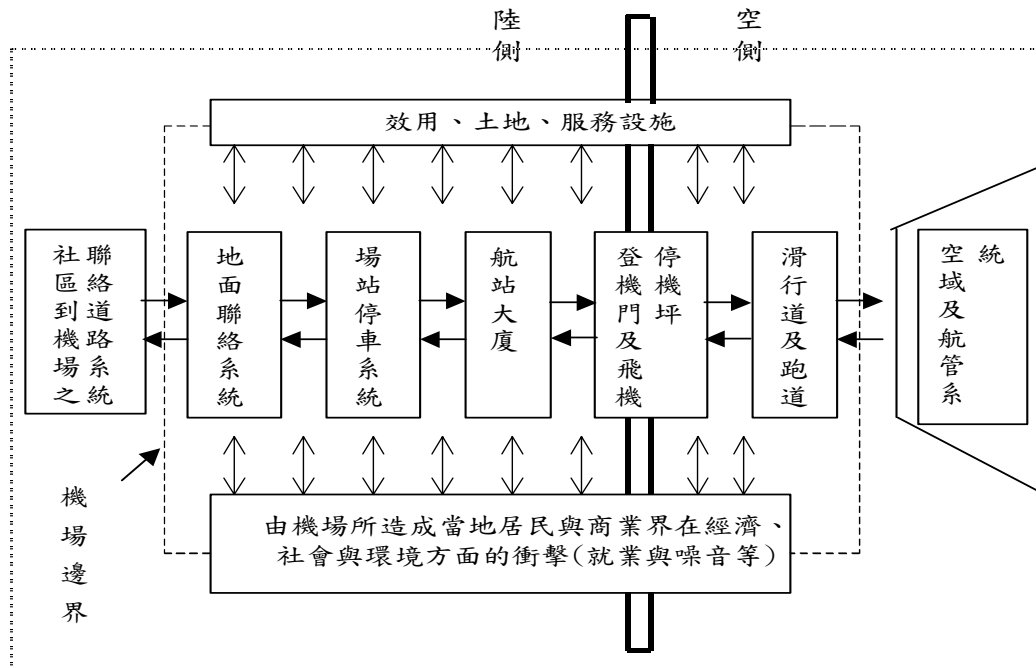 陸側
空側
效用、土地、服務設施
社區到機場之
聯絡道路系統
地面聯絡系統
場站停車系統
航站大廈
登機門及飛機
停機坪
滑行道及跑道
空域及航管系
統
機場邊界
由機場所造成當地居民與商業界在經濟、
社會與環境方面的衝擊(就業與噪音等)